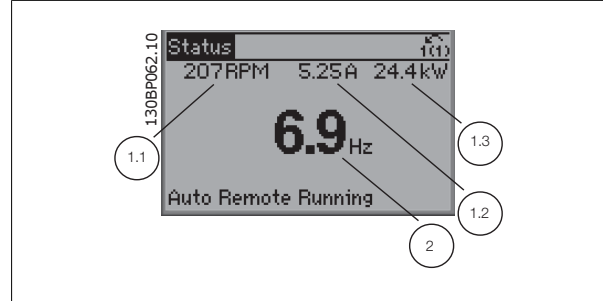 130BP062.10
Status 1(1)
207RPM 5.25A 24.4kW
6.9Hz
Auto Remote Running
1.1
1.3
1.2
2